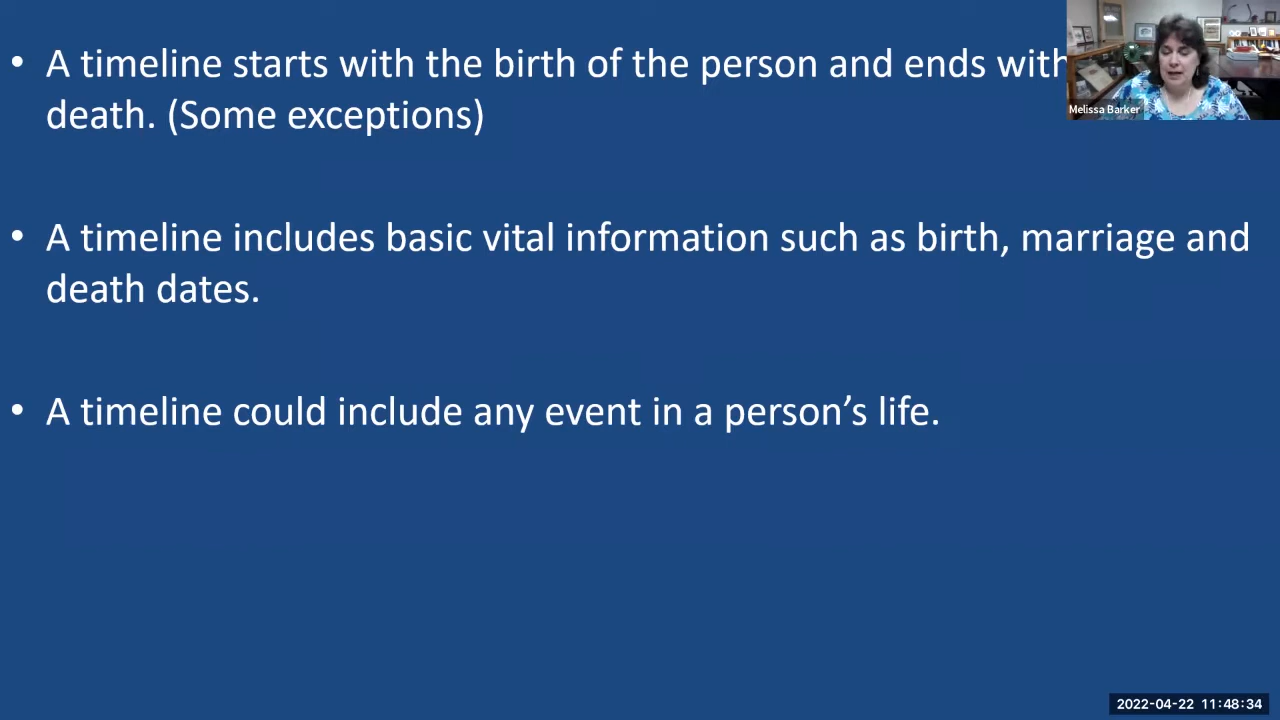 • A timeline starts with the birth of the person and ends with
death. (Some exceptions)
• A timeline includes basic vital information such as birth, marriage and
death dates.
• A timeline could include any event in a person’s life.
Melissa Barker
2022-04-22 11:48:34